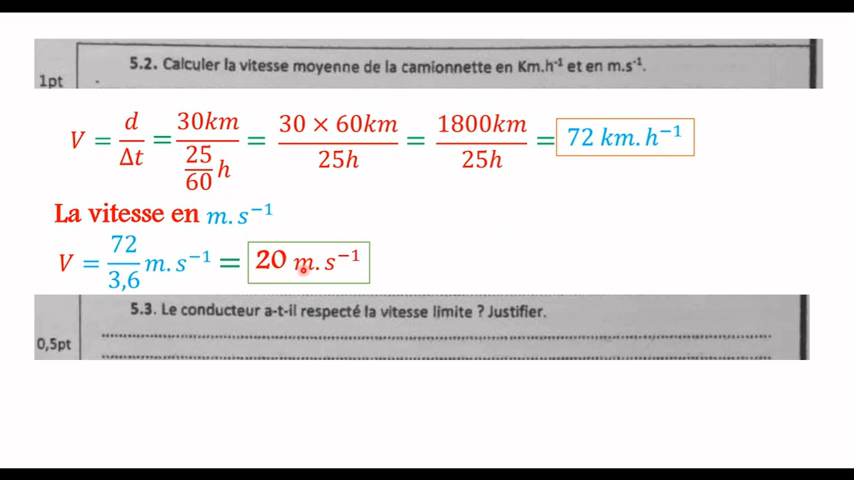 5.2. Calculer la vitesse moyenne de la camionnette en Km.h⁻¹ et en m.s⁻¹.
1pt
V = d/Δt = 30km/(25/60 h) = 30 × 60km/25h = 1800km/25h = 72 km.h⁻¹
La vitesse en m.s⁻¹
V = 72/3,6 m.s⁻¹ = 20 m.s⁻¹
5.3. Le conducteur a-t-il respecté la vitesse limite ? Justifier.
0,5pt